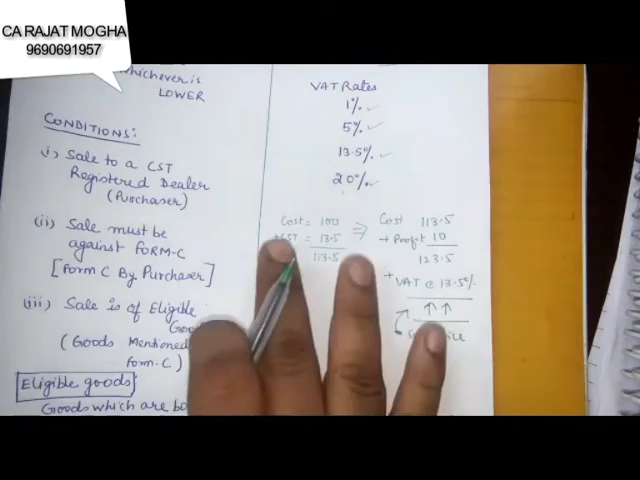 CA RAJAT MOGHA
9690691957
whichever is
LOWER
CONDITIONS:
(i) Sale to a CST
Registered Dealer
(Purchaser)
(ii) Sale must be
against FORM-C
[Form C By Purchaser]
(iii) Sale is of Eligible
(Goods Mentioned
Form-C)
Eligible goods
Goods which are
VAT Rates
1%
5%
13.5%
20%
Cost = 100
+CST = 13.5
113.5
⇒ Cost 113.5
+ Profit 10
123.5
+ VAT @ 13.5%
↑ ↑